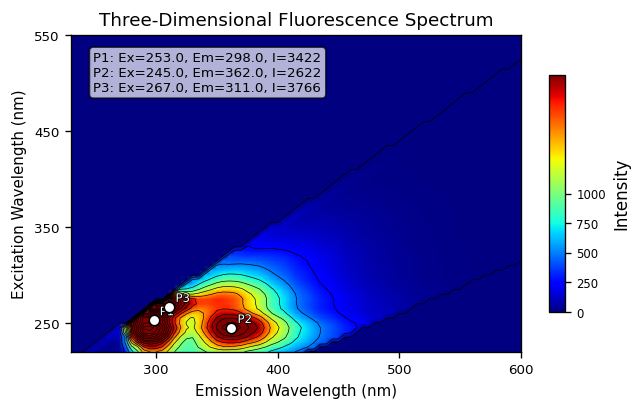 Three-Dimensional Fluorescence Spectrum
P1: Ex=253.0, Em=298.0, I=3422
P2: Ex=245.0, Em=362.0, I=2622
P3: Ex=267.0, Em=311.0, I=3766
550
450
350
250
Excitation Wavelength (nm)
P3
P1
P2
300
400
500
600
Emission Wavelength (nm)
1000
750
500
250
0
Intensity